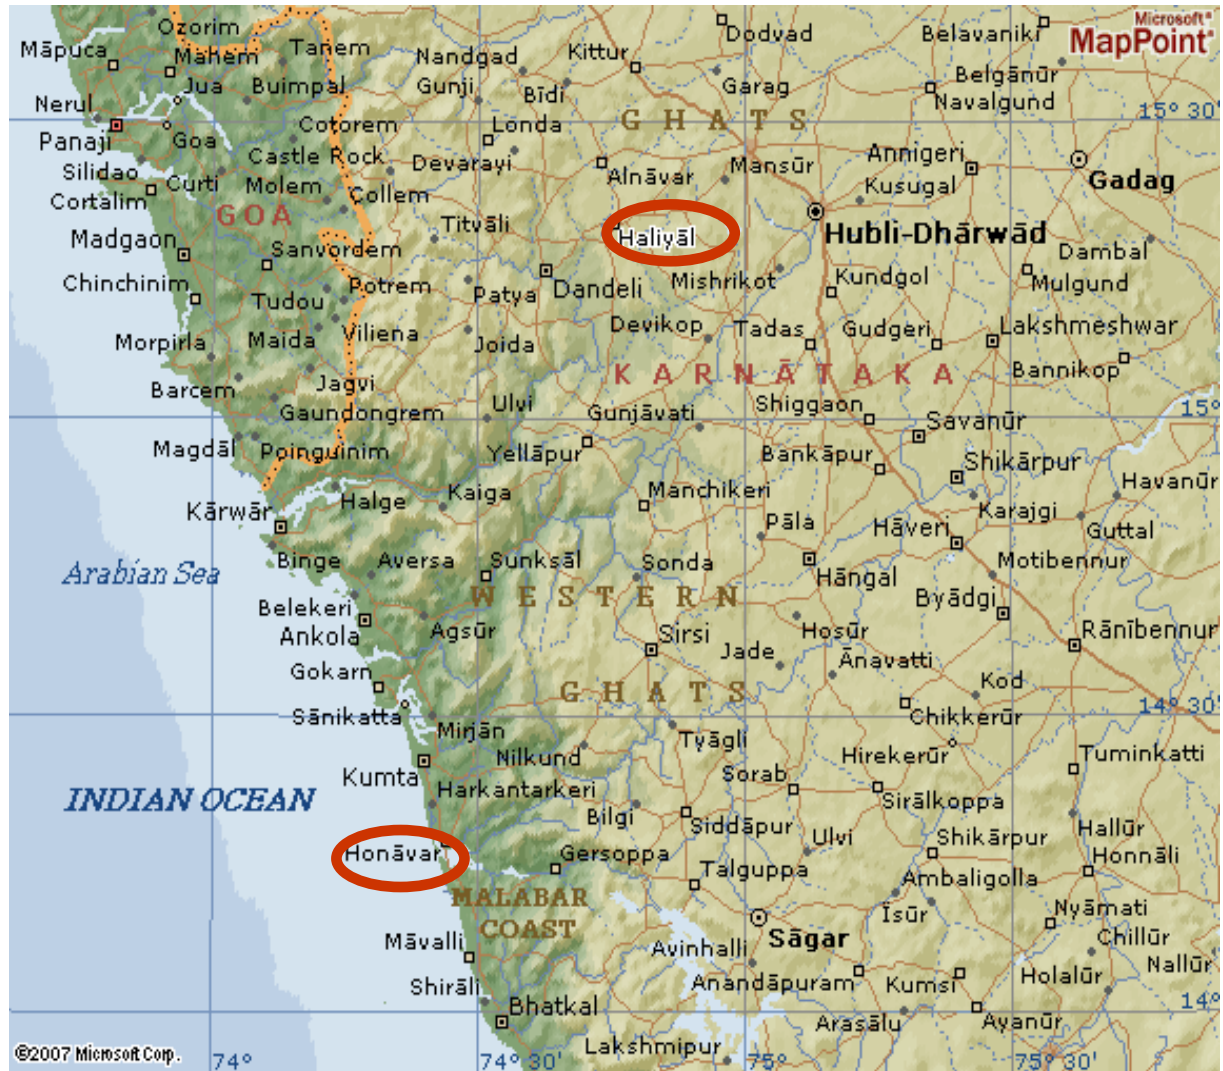 Microsoft®
MapPoint®
Ozorim
Māpuca
Mahem
Tanem
Nandgad
Kittur
Dodvad
Belavaniki
Jua
Buimpal
Gunji
Bīdi
Garag
Belgānūr
Navalgund
Nerul
Panaji
Goa
Cotorem
Londa
GHATS
15° 30'
Silidao
Castle Rock
Devarayi
Alnāvar
Mansūr
Annigeri
Gadag
Cortalim
Curti
Molem
Collem
Kusugal
GOA
Titvāli
Haliyāl
Hubli-Dhārwād
Madgaon
Sanvordem
Dambal
Chinchinim
Tudou
Potrem
Patya
Dandeli
Mishrikot
Kundgol
Mulgund
Morpirla
Maida
Viliena
Joida
Devikop
Tadas
Gudgeri
Lakshmeshwar
Barcem
Jagvi
KARNĀTAKA
Bannikop
Gaundongrem
Ulvi
Gunjāvati
Shiggaon
Savanūr
15°
Magdāl
Poinguinim
Yellāpur
Bankāpur
Shikārpur
Havanūr
Kārwār
Halge
Kaiga
Manchikeri
Pāla
Hāveri
Karajgi
Guttal
Arabian Sea
Binge
Aversa
Sunksāl
Sonda
Hāngal
Motibennur
Belekeri
WESTERN
Byādgi
Ankola
Agsūr
Sirsi
Hosūr
Rānībennur
Gokarn
Jade
Ānavatti
Kod
GHATS
14° 30'
Sānikatta
Mirjān
Tyāgli
Chikkerūr
Kumta
Nilkund
Sorab
Hirekerūr
Tuminkatti
INDIAN OCEAN
Harkantarkeri
Bilgi
Siddāpur
Sirālkoppa
Hallūr
Honāvar
Gersoppa
Ulvi
Shikārpur
Honnāli
MALABAR
COAST
Talguppa
Ambaligolla
Īsūr
Nyāmati
Māvalli
Avinhalli
Sāgar
Chillūr
Shirāli
Anandāpuram
Kumsi
Holalūr
Nallūr
Bhatkal
Arasālu
Ayanūr
14°
©2007 Microsoft Corp.
74°
74° 30'
Lakshmipur
75°
75° 30'